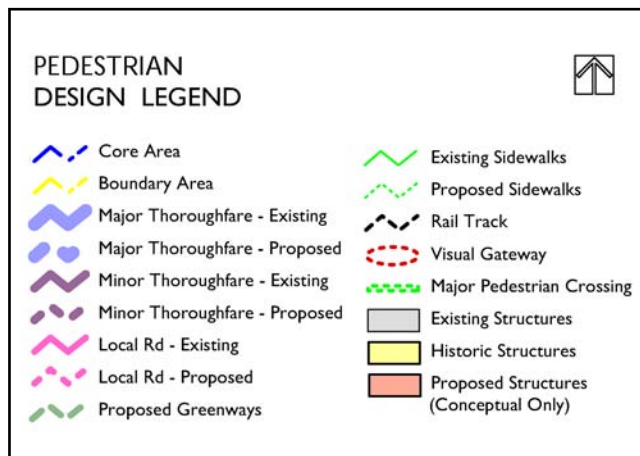 PEDESTRIAN
DESIGN LEGEND
Core Area
Boundary Area
Major Thoroughfare - Existing
Major Thoroughfare - Proposed
Minor Thoroughfare - Existing
Minor Thoroughfare - Proposed
Local Rd - Existing
Local Rd - Proposed
Proposed Greenways
Existing Sidewalks
Proposed Sidewalks
Rail Track
Visual Gateway
Major Pedestrian Crossing
Existing Structures
Historic Structures
Proposed Structures
(Conceptual Only)